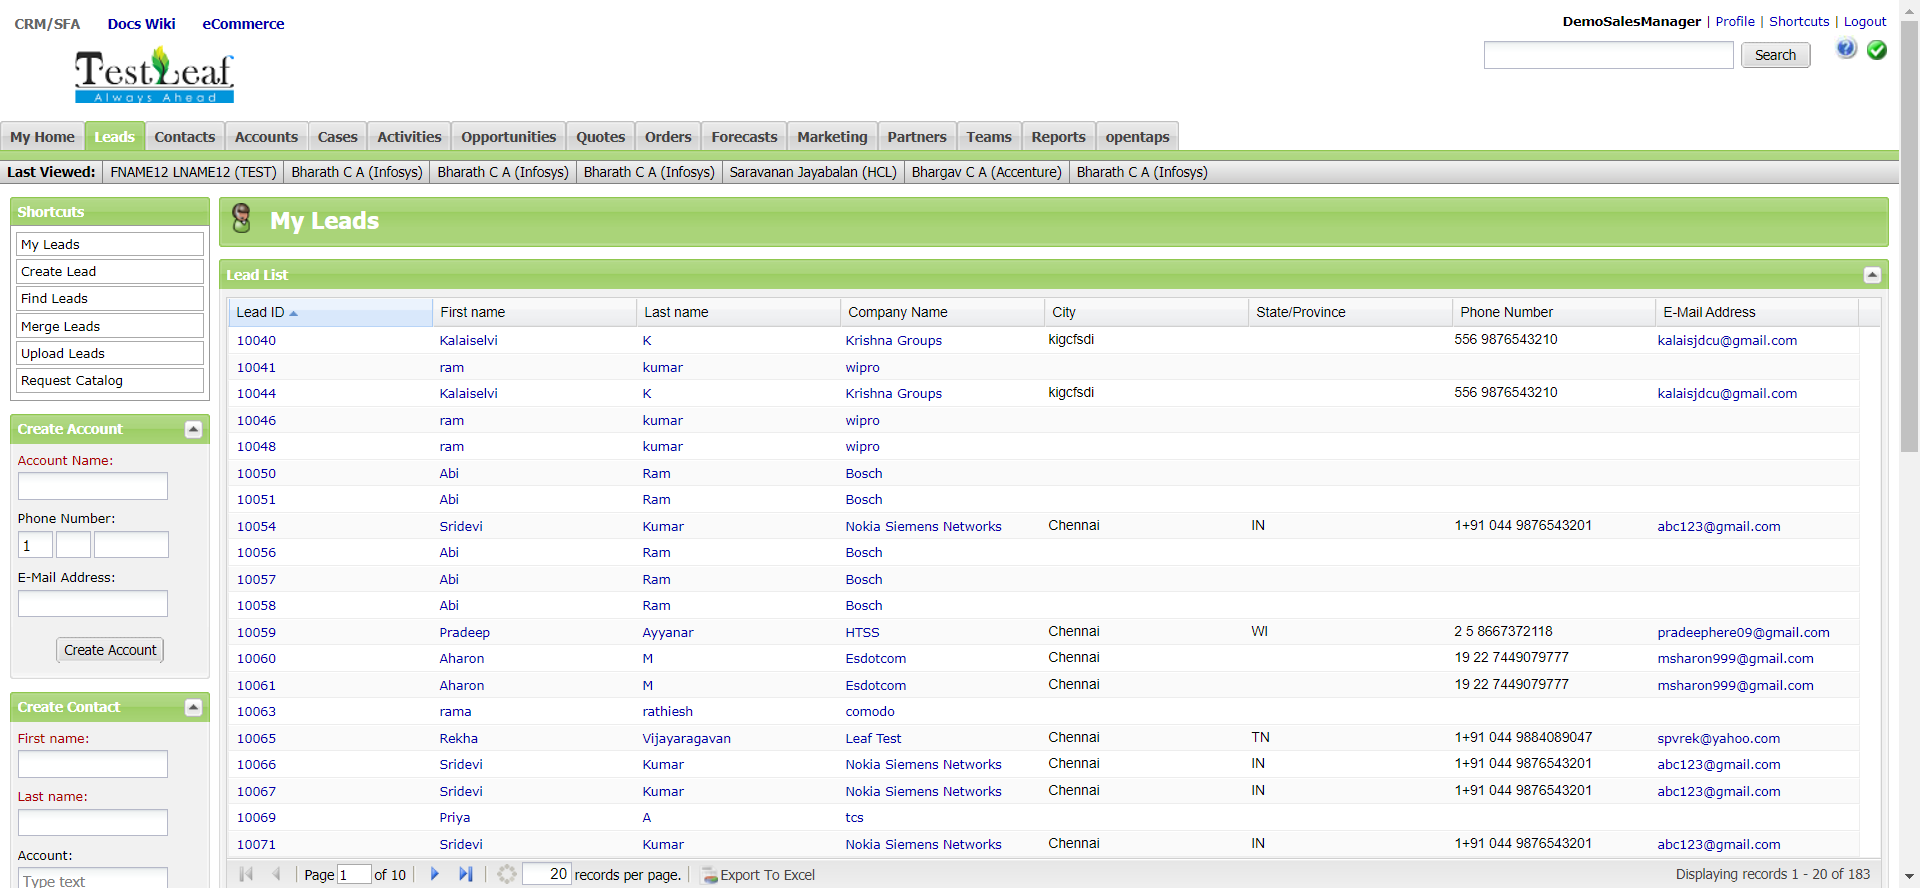 CRM/SFA Docs Wiki eCommerce
DemoSalesManager | Profile | Shortcuts | Logout
TestLeaf
Always Ahead
Search
My Home Leads Contacts Accounts Cases Activities Opportunities Quotes Orders Forecasts Marketing Partners Teams Reports opentaps
Last Viewed: FNAME12 LNAME12 (TEST) Bharath C A (Infosys) Bharath C A (Infosys) Bharath C A (Infosys) Saravanan Jayabalan (HCL) Bhargav C A (Accenture) Bharath C A (Infosys)
Shortcuts
My Leads
Create Lead
Find Leads
Merge Leads
Upload Leads
Request Catalog
Create Account
Account Name:
Phone Number:
1
E-Mail Address:
Create Account
Create Contact
First name:
Last name:
Account:
Type text
My Leads
Lead List
Lead ID First name Last name Company Name City State/Province Phone Number E-Mail Address
10040 Kalaiselvi K Krishna Groups kigcfsdi 556 9876543210 kalaisjdcu@gmail.com
10041 ram kumar wipro
10044 Kalaiselvi K Krishna Groups kigcfsdi 556 9876543210 kalaisjdcu@gmail.com
10046 ram kumar wipro
10048 ram kumar wipro
10050 Abi Ram Bosch
10051 Abi Ram Bosch
10054 Sridevi Kumar Nokia Siemens Networks Chennai IN 1+91 044 9876543201 abc123@gmail.com
10056 Abi Ram Bosch
10057 Abi Ram Bosch
10058 Abi Ram Bosch
10059 Pradeep Ayyanar HTSS Chennai WI 2 5 8667372118 pradeephere09@gmail.com
10060 Aharon M Esdotcom Chennai 19 22 7449079777 msharon999@gmail.com
10061 Aharon M Esdotcom Chennai 19 22 7449079777 msharon999@gmail.com
10063 rama rathiesh comodo
10065 Rekha Vijayaragavan Leaf Test Chennai TN 1+91 044 9884089047 spvrek@yahoo.com
10066 Sridevi Kumar Nokia Siemens Networks Chennai IN 1+91 044 9876543201 abc123@gmail.com
10067 Sridevi Kumar Nokia Siemens Networks Chennai IN 1+91 044 9876543201 abc123@gmail.com
10069 Priya A tcs
10071 Sridevi Kumar Nokia Siemens Networks Chennai IN 1+91 044 9876543201 abc123@gmail.com
Page 1 of 10 20 records per page. Export To Excel Displaying records 1 - 20 of 183